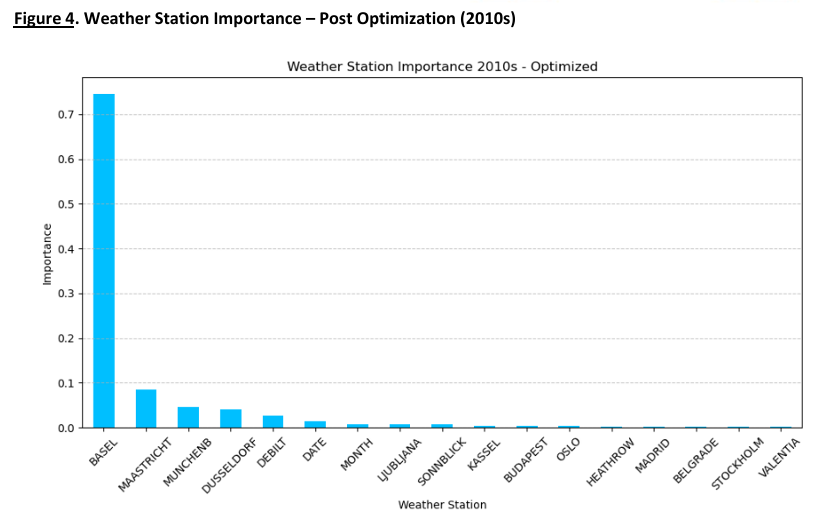 Figure 4. Weather Station Importance – Post Optimization (2010s)
Weather Station Importance 2010s - Optimized
Importance
0.7
0.6
0.5
0.4
0.3
0.2
0.1
0.0
BASEL
MAASTRICHT
MUNCHENB
DUSSELDORF
DEBILT
DATE
MONTH
LJUBLJANA
SONNBLICK
KASSEL
BUDAPEST
OSLO
HEATHROW
MADRID
BELGRADE
STOCKHOLM
VALENTIA
Weather Station